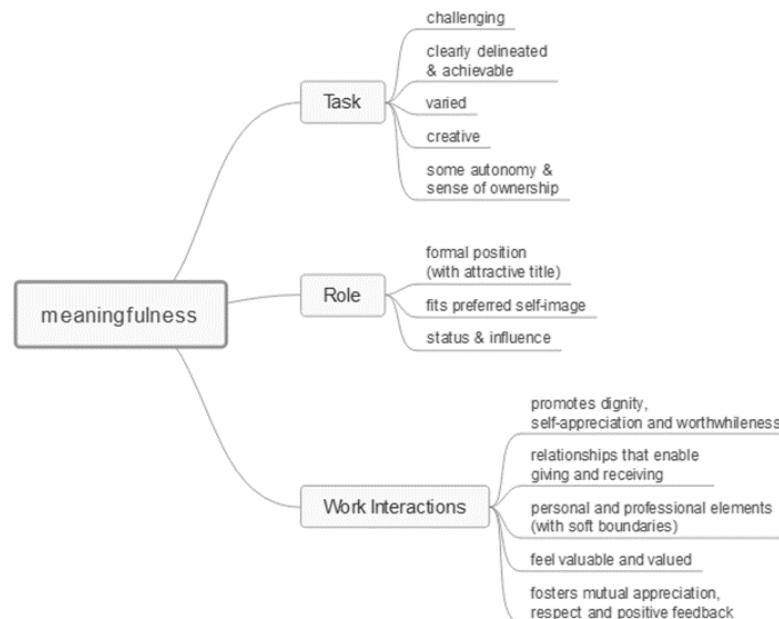 challenging
clearly delineated
& achievable
Task
varied
creative
some autonomy &
sense of ownership
formal position
(with attractive title)
meaningfulness
Role
fits preferred self-image
status & influence
promotes dignity,
self-appreciation and worthwhileness
relationships that enable
giving and receiving
Work Interactions
personal and professional elements
(with soft boundaries)
feel valuable and valued
fosters mutual appreciation,
respect and positive feedback